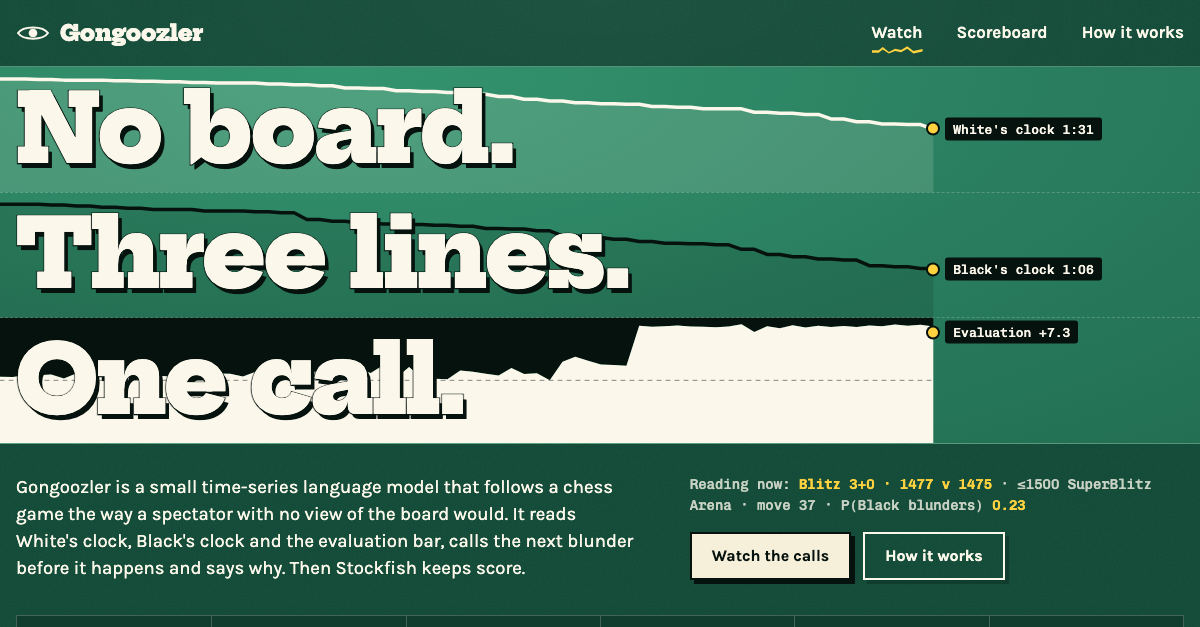 Gongoozler
Watch
Scoreboard
How it works
No board.
White's clock 1:31
Three lines.
Black's clock 1:06
Evaluation +7.3
One call.
Gongoozler is a small time-series language model that follows a chess
game the way a spectator with no view of the board would. It reads
White's clock, Black's clock and the evaluation bar, calls the next blunder
before it happens and says why. Then Stockfish keeps score.
Reading now: Blitz 3+0 · 1477 v 1475 · ≤1500 SuperBlitz
Arena · move 37 · P(Black blunders) 0.23
Watch the calls
How it works